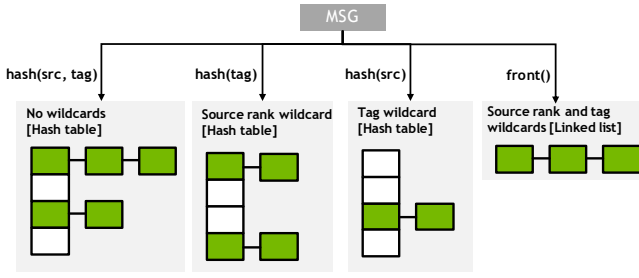 MSG
hash(src, tag)
hash(tag)
hash(src)
front()
No wildcards
[Hash table]
Source rank wildcard
[Hash table]
Tag wildcard
[Hash table]
Source rank and tag
wildcards [Linked list]